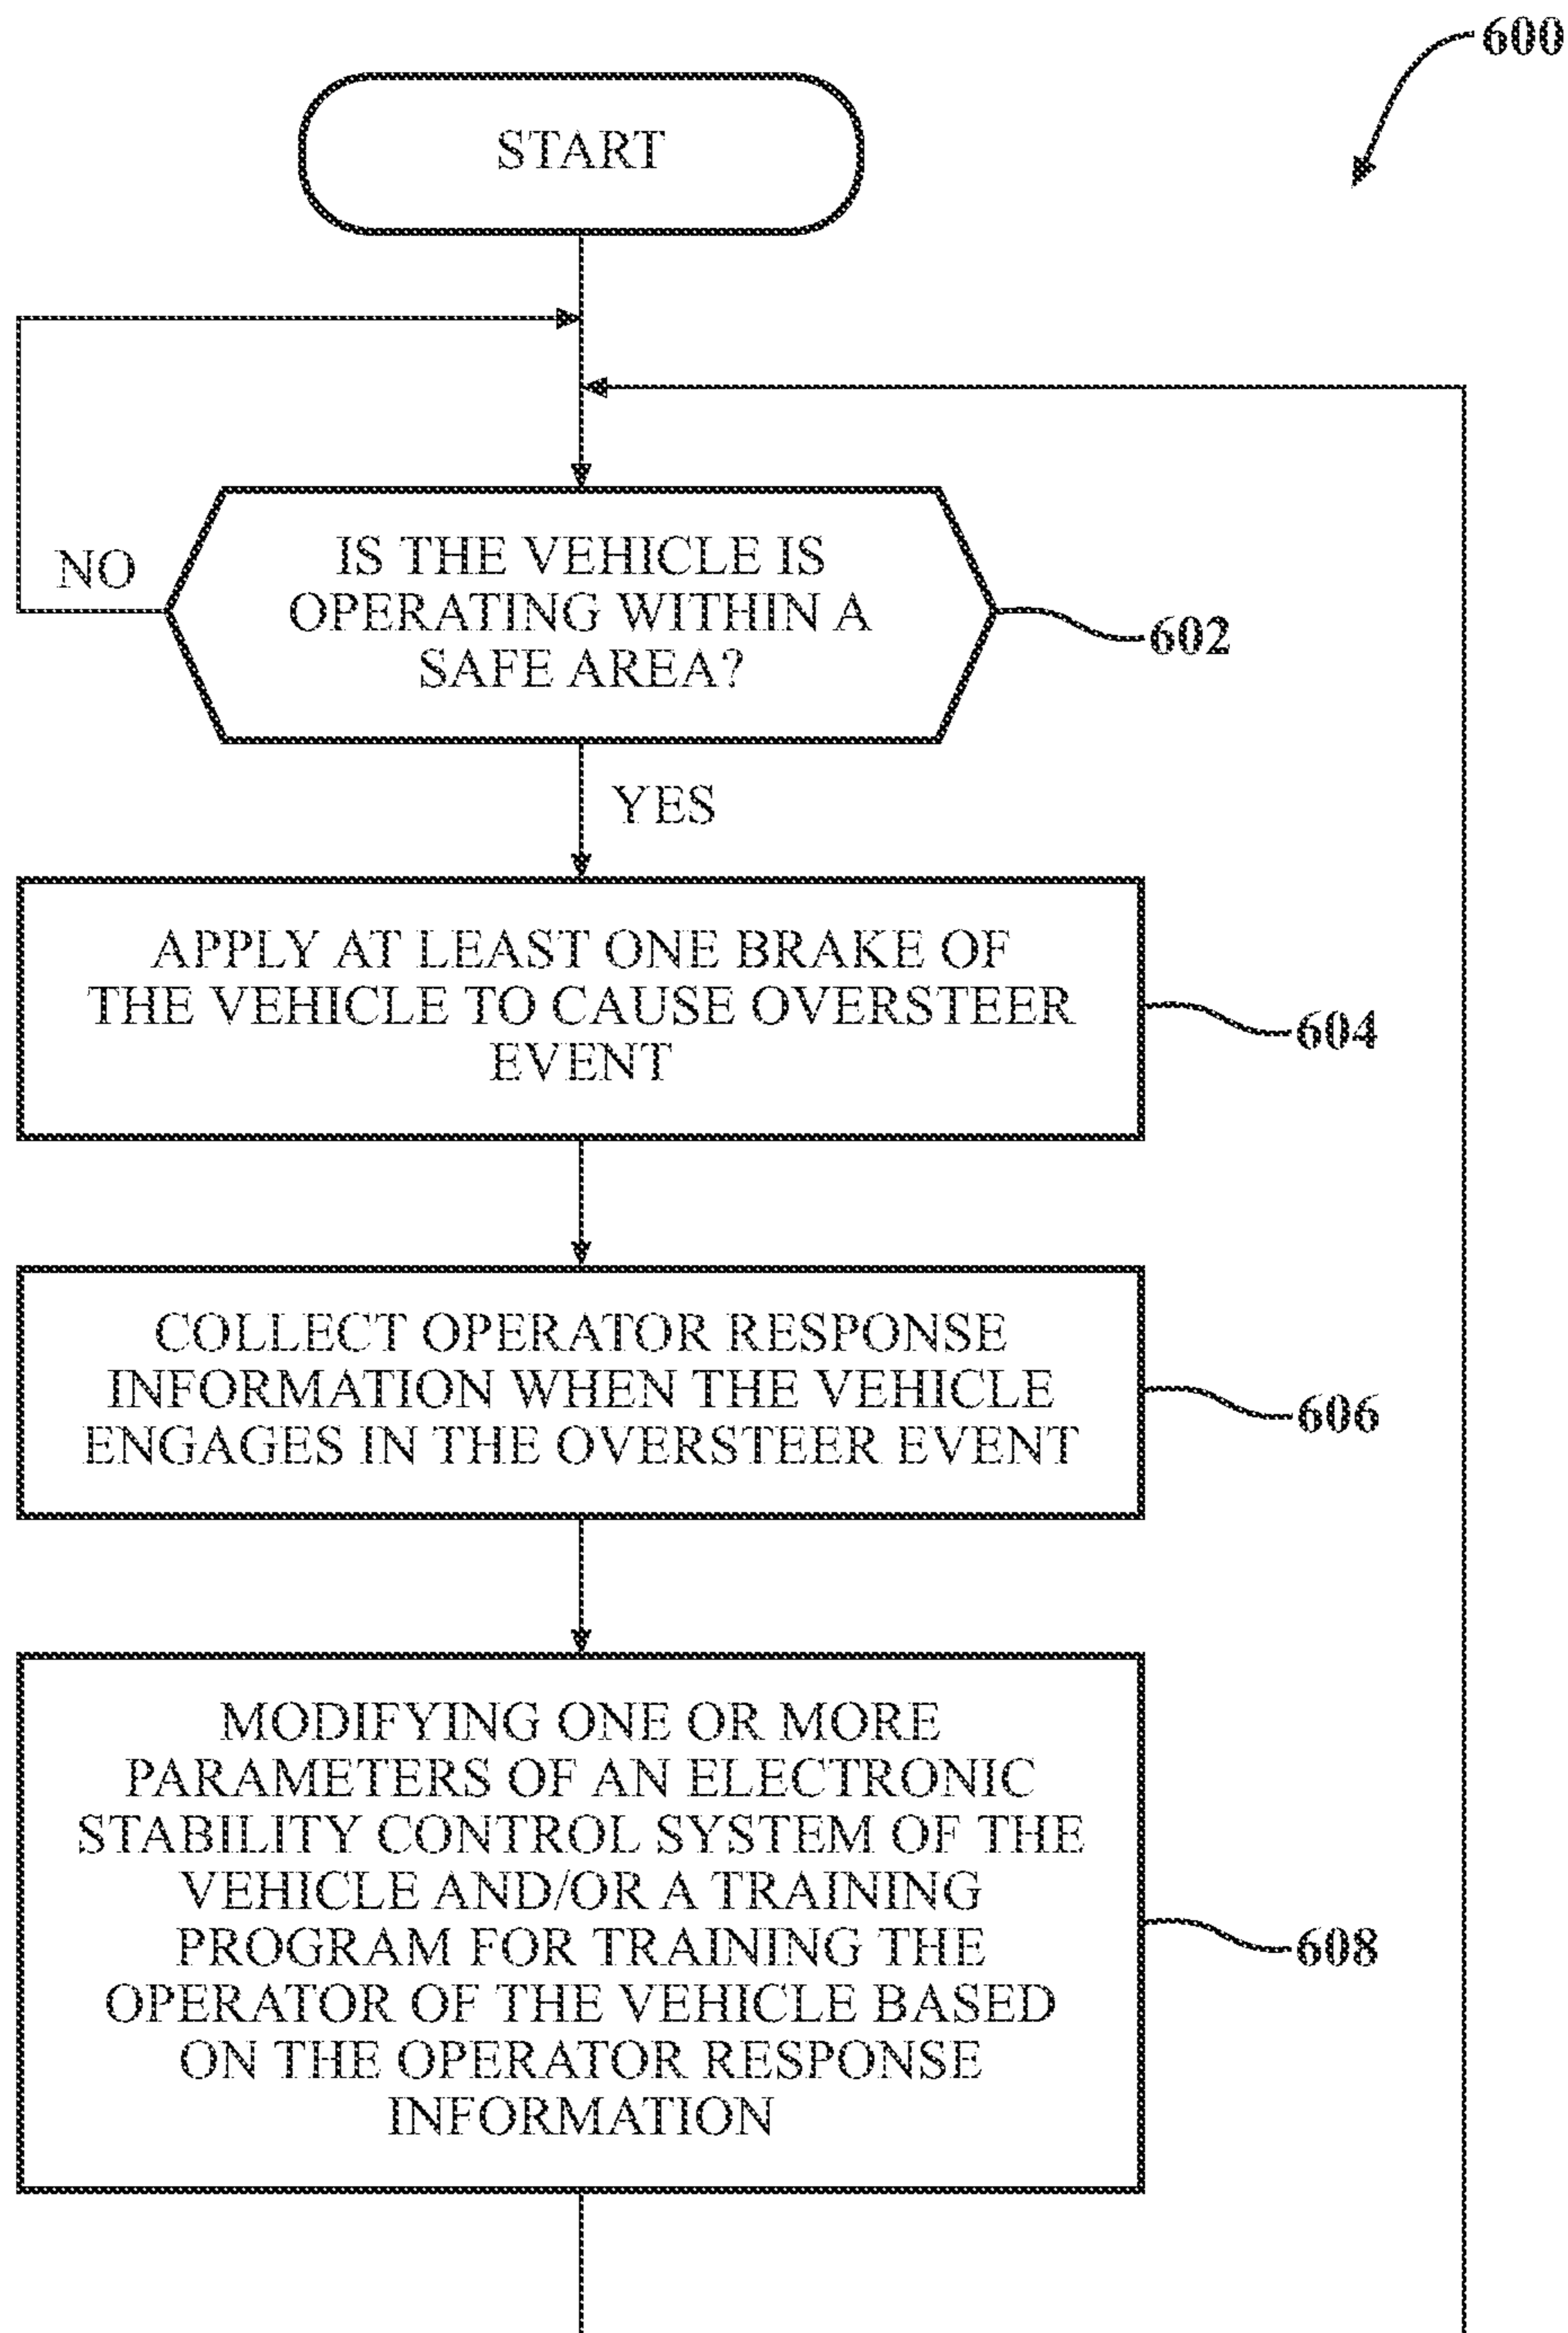 600
START
NO
IS THE VEHICLE IS
OPERATING WITHIN A
SAFE AREA?
602
YES
APPLY AT LEAST ONE BRAKE OF
THE VEHICLE TO CAUSE OVERSTEER
EVENT
604
COLLECT OPERATOR RESPONSE
INFORMATION WHEN THE VEHICLE
ENGAGES IN THE OVERSTEER EVENT
606
MODIFYING ONE OR MORE
PARAMETERS OF AN ELECTRONIC
STABILITY CONTROL SYSTEM OF THE
VEHICLE AND/OR A TRAINING
PROGRAM FOR TRAINING THE
OPERATOR OF THE VEHICLE BASED
ON THE OPERATOR RESPONSE
INFORMATION
608